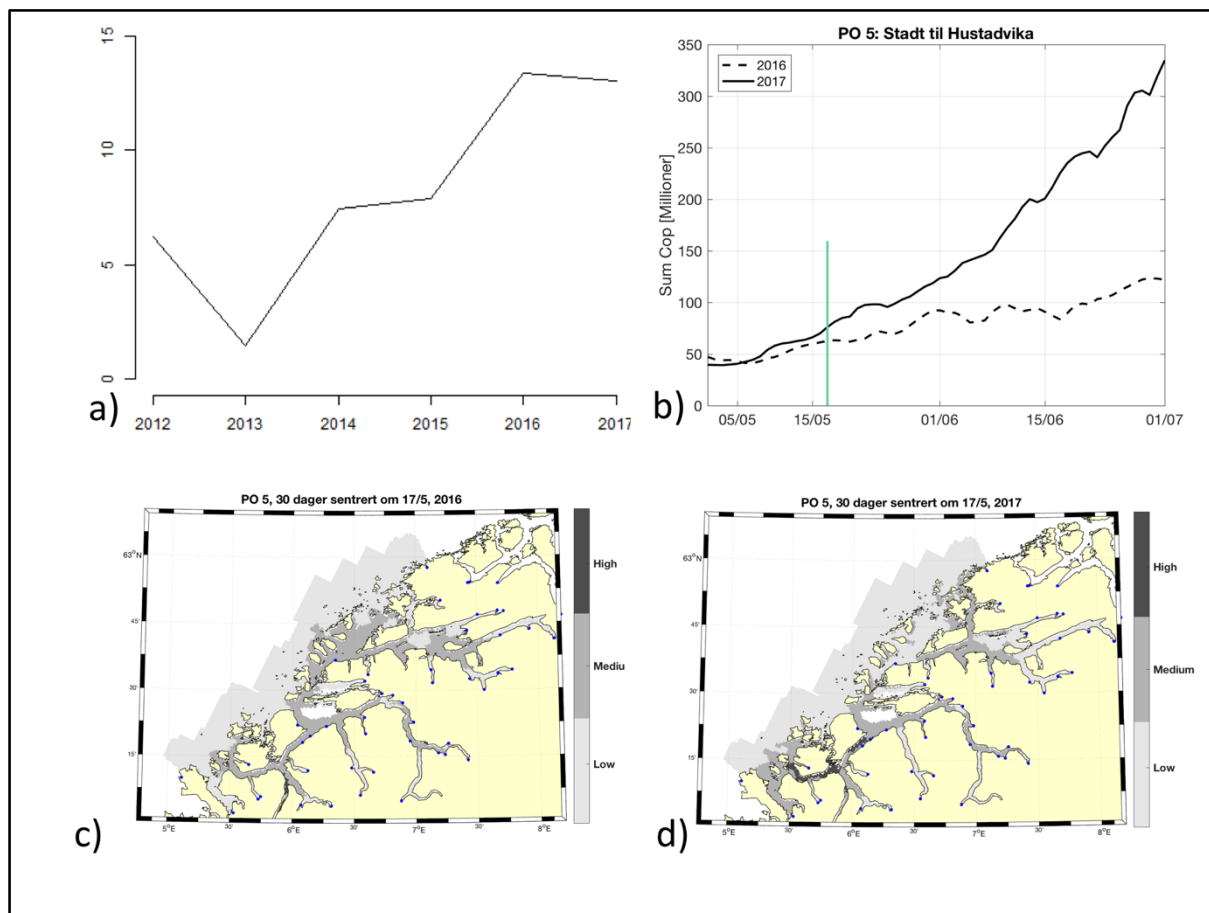 15
10
5
0
2012 2013 2014 2015 2016 2017
a)
PO 5: Stadt til Hustadvika
2016
2017
Sum Cop [Millioner]
350
300
250
200
150
100
50
0
05/05 15/05 01/06 15/06 01/07
b)
PO 5, 30 dager sentrert om 17/5, 2016
63°N
45'
30'
15'
5°E 30' 6°E 30' 7°E 30' 8°E
High
Mediu
Low
c)
PO 5, 30 dager sentrert om 17/5, 2017
63°N
45'
30'
15'
5°E 30' 6°E 30' 7°E 30' 8°E
High
Medium
Low
d)